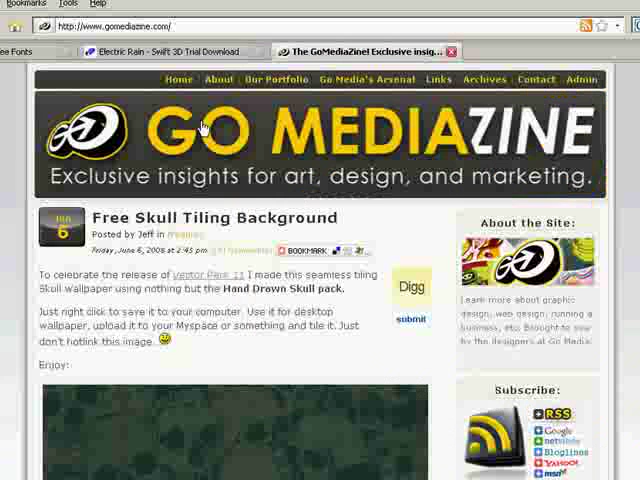 Bookmarks Tools Help
http://www.gomediazine.com/
ee Fonts
Electric Rain - Swift 3D Trial Download
The GoMediaZine! Exclusive insig...
Home About Our Portfolio Go Media's Arsenal Links Archives Contact Admin
GO MEDIAZINE
Exclusive insights for art, design, and marketing.
JUN
6
Free Skull Tiling Background
Posted by Jeff in
Friday, June 6, 2008 at 2:45 pm
BOOKMARK
To celebrate the release of Vector Pack 11 I made this seamless tiling
Skull wallpaper using nothing but the Hand Drawn Skull pack.
Just right click to save it to your computer. Use it for desktop
wallpaper, upload it to your Myspace or something and tile it. Just
don't hotlink this image.
Enjoy:
Digg
submit
About the Site:
Learn more about graphic
design, web design, running a
business, etc. Brought to you
by the designers at Go Media.
Subscribe:
RSS
Google
netvibes
Bloglines
YAHOO!
msn